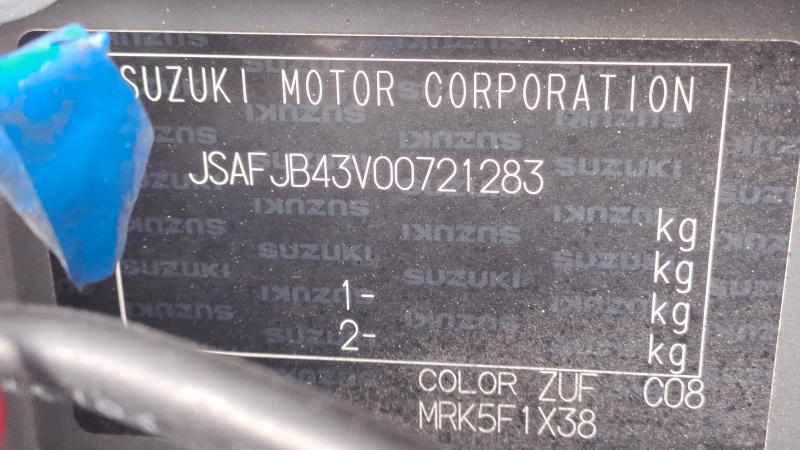 SUZUKI MOTOR CORPORATION
JSAFJB43V00721283
kg
kg
1- kg
2- kg
COLOR ZUF C08
MRK5F1X38